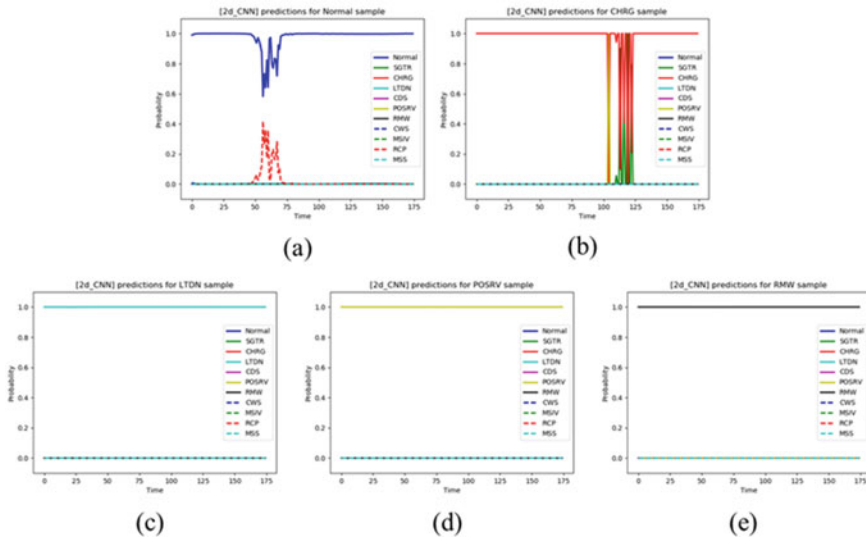 [2d_CNN] predictions for Normal sample
1.0
0.8
0.6
0.4
0.2
0.0
Probability
0 25 50 75 100 125 150 175
Time
Normal
SGTR
CHRG
LTDN
CDS
POSRV
RMW
CWS
MSIV
RCP
MSS
(a)
[2d_CNN] predictions for CHRG sample
1.0
0.8
0.6
0.4
0.2
0.0
Probability
0 25 50 75 100 125 150 175
Time
Normal
SGTR
CHRG
LTDN
CDS
POSRV
RMW
CWS
MSIV
RCP
MSS
(b)
[2d_CNN] predictions for LTDN sample
1.0
0.8
0.6
0.4
0.2
0.0
Probability
0 25 50 75 100 125 150 175
Time
Normal
SGTR
CHRG
LTDN
CDS
POSRV
RMW
CWS
MSIV
RCP
MSS
(c)
[2d_CNN] predictions for POSRV sample
1.0
0.8
0.6
0.4
0.2
0.0
Probability
0 25 50 75 100 125 150 175
Time
Normal
SGTR
CHRG
LTDN
CDS
POSRV
RMW
CWS
MSIV
RCP
MSS
(d)
[2d_CNN] predictions for RMW sample
1.0
0.8
0.6
0.4
0.2
0.0
Probability
0 25 50 75 100 125 150 175
Time
Normal
SGTR
CHRG
LTDN
CDS
POSRV
RMW
CWS
MSIV
RCP
MSS
(e)